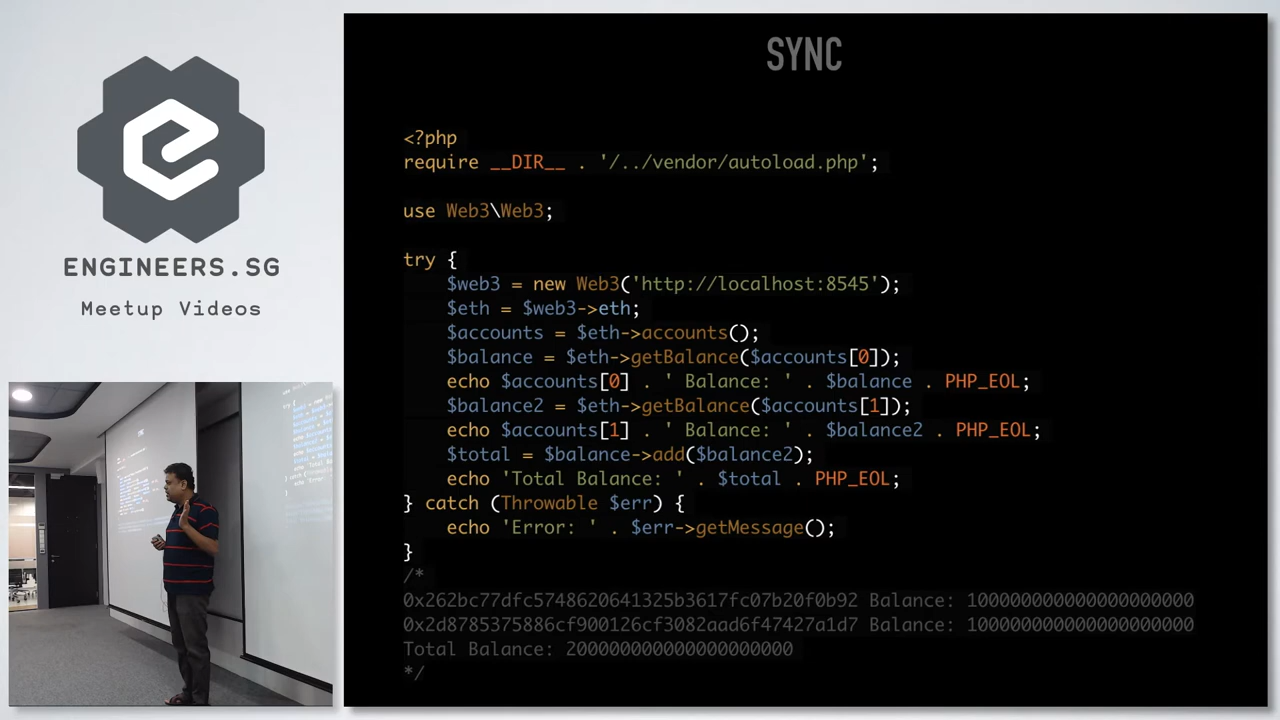 ENGINEERS.SG
Meetup Videos
SYNC
<?php
require __DIR__ . '/../vendor/autoload.php';
use Web3\Web3;
try {
    $web3 = new Web3('http://localhost:8545');
    $eth = $web3->eth;
    $accounts = $eth->accounts();
    $balance = $eth->getBalance($accounts[0]);
    echo $accounts[0] . ' Balance: ' . $balance . PHP_EOL;
    $balance2 = $eth->getBalance($accounts[1]);
    echo $accounts[1] . ' Balance: ' . $balance2 . PHP_EOL;
    $total = $balance->add($balance2);
    echo 'Total Balance: ' . $total . PHP_EOL;
} catch (Throwable $err) {
    echo 'Error: ' . $err->getMessage();
}
/*
0x262bc77dfc5748620641325b3617fc07b20f0b92 Balance: 100000000000000000000
0x2d8785375886cf900126cf3082aad6f47427a1d7 Balance: 100000000000000000000
Total Balance: 200000000000000000000
*/